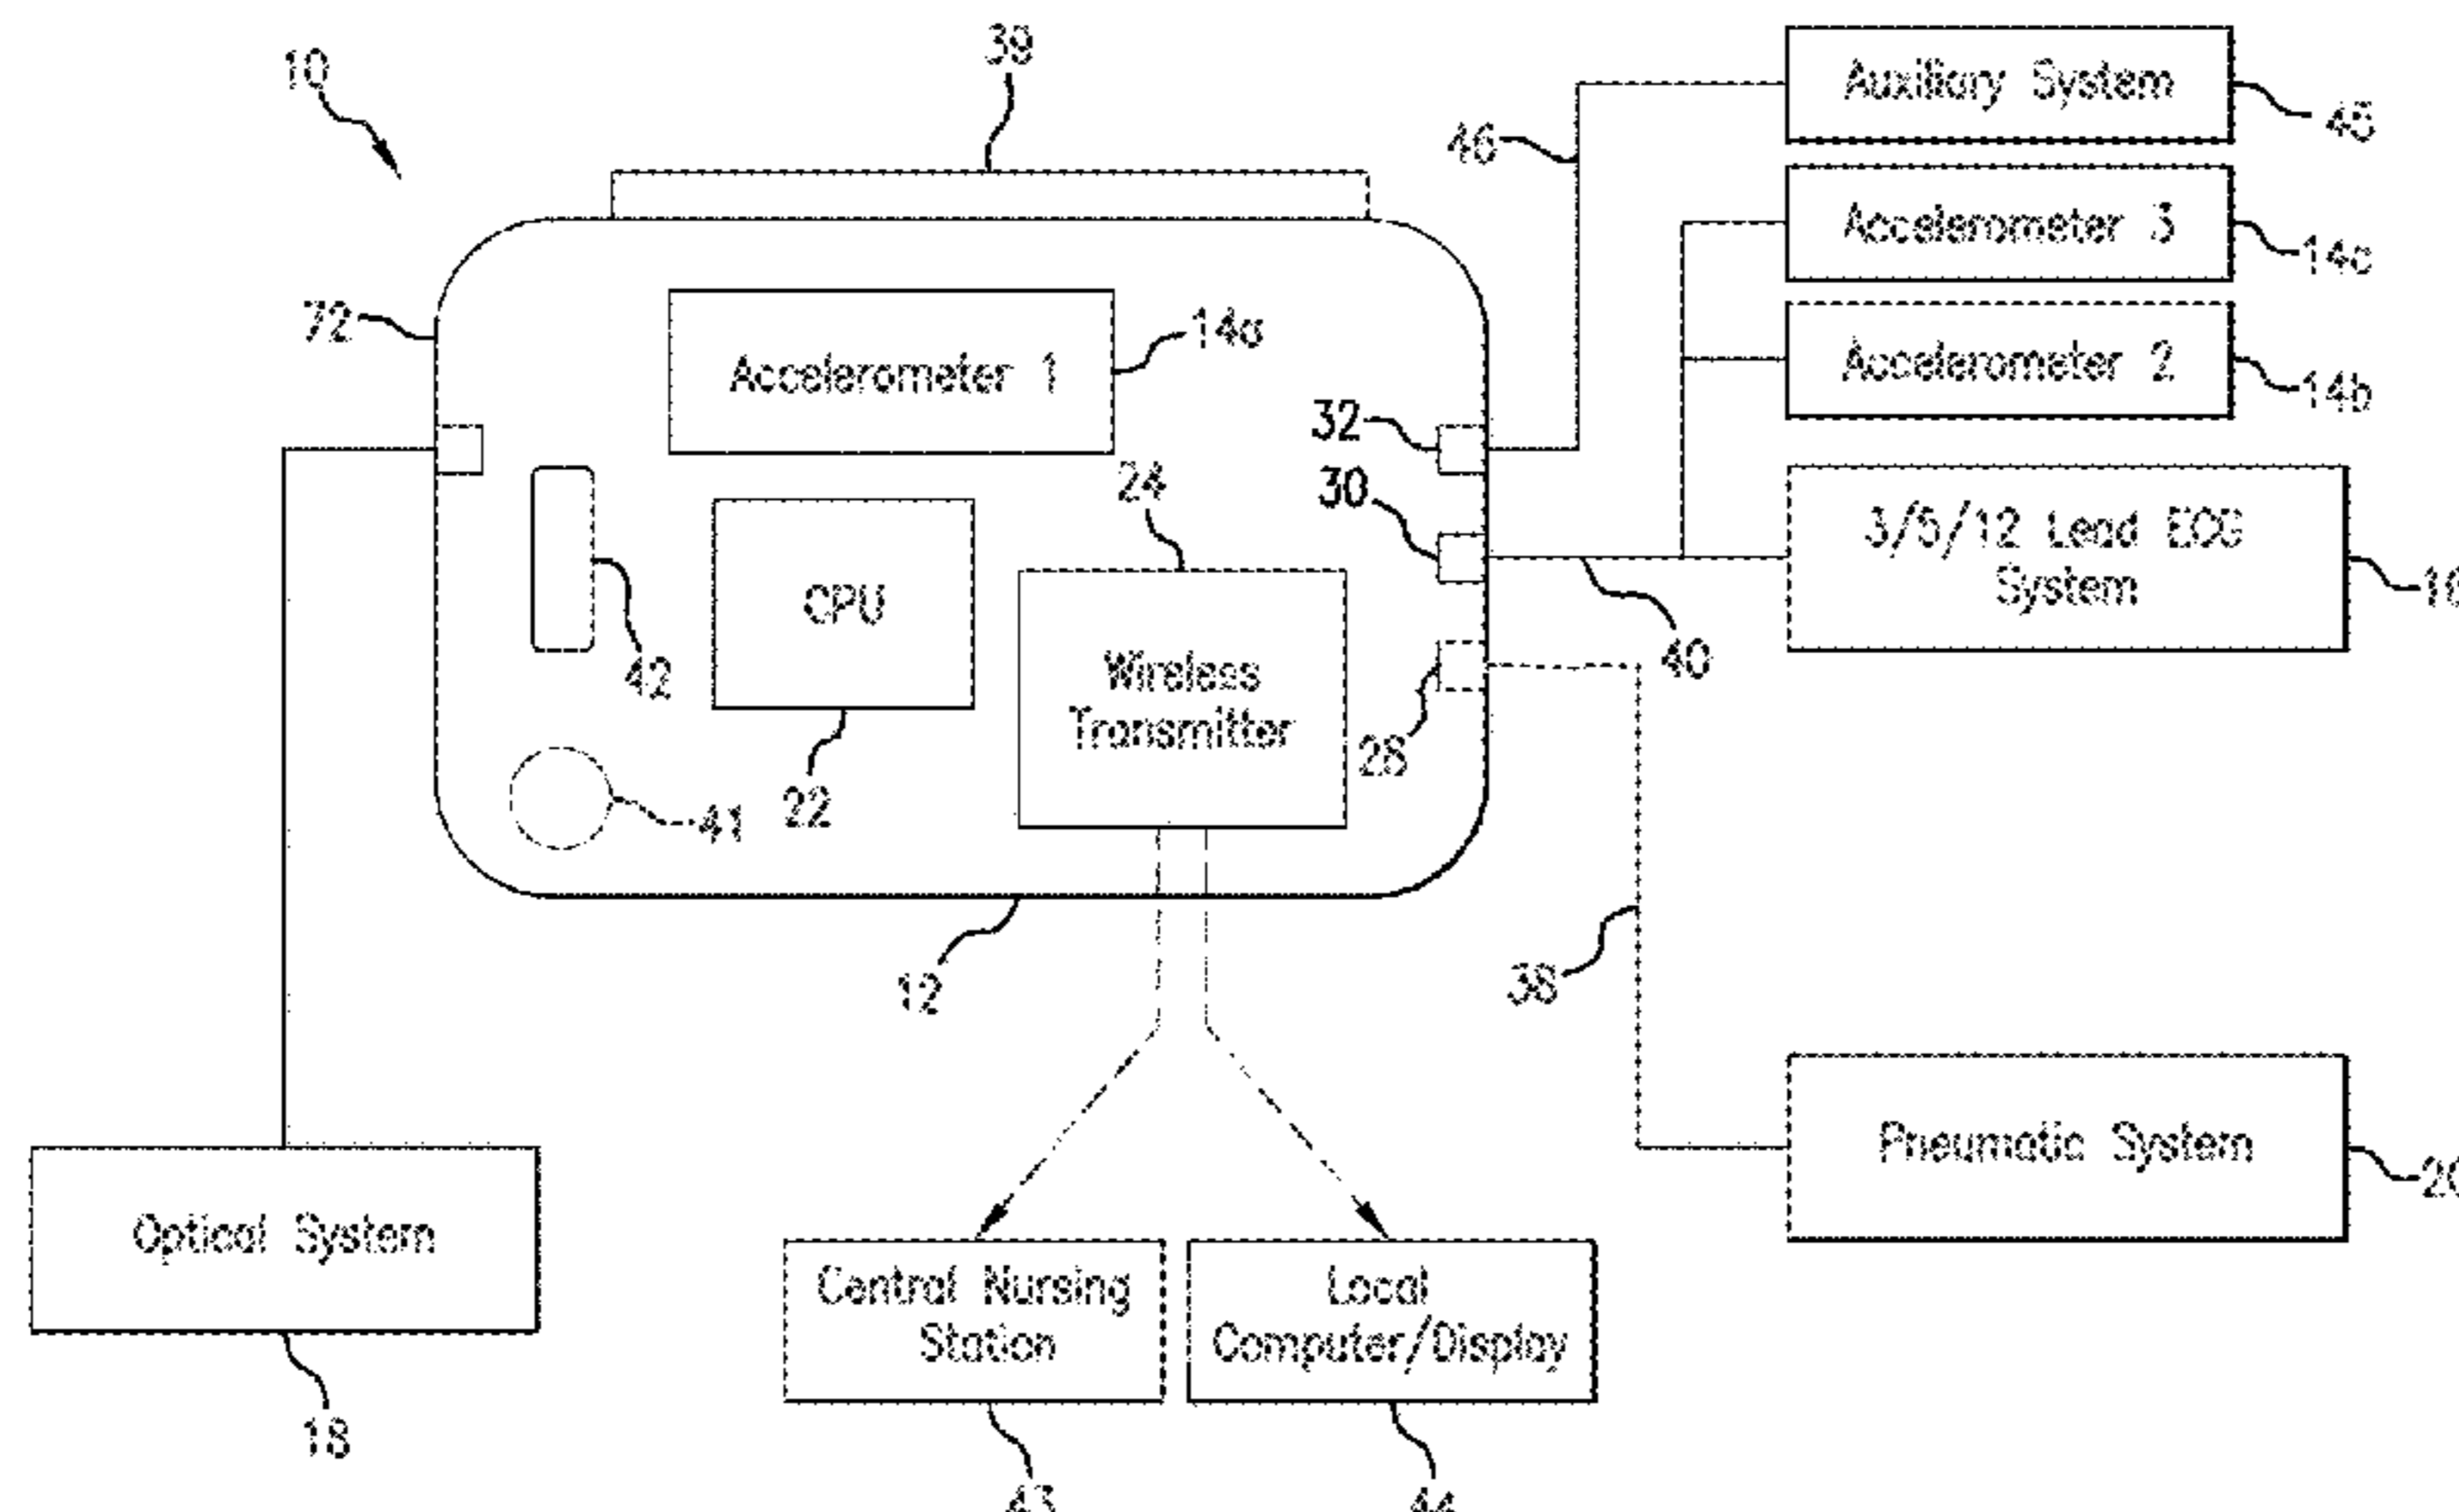 10
39
Auxiliary System
45
46
Accelerometer 3
14c
72
Accelerometer 1
14a
Accelerometer 2
14b
32
30
24
3/5/12 Lead ECG
System
40
CPU
42
Wireless
Transmitter
28
22
41
12
38
Pneumatic System
Optical System
Central Nursing
Station
Local
Computer/Display
18
43
44